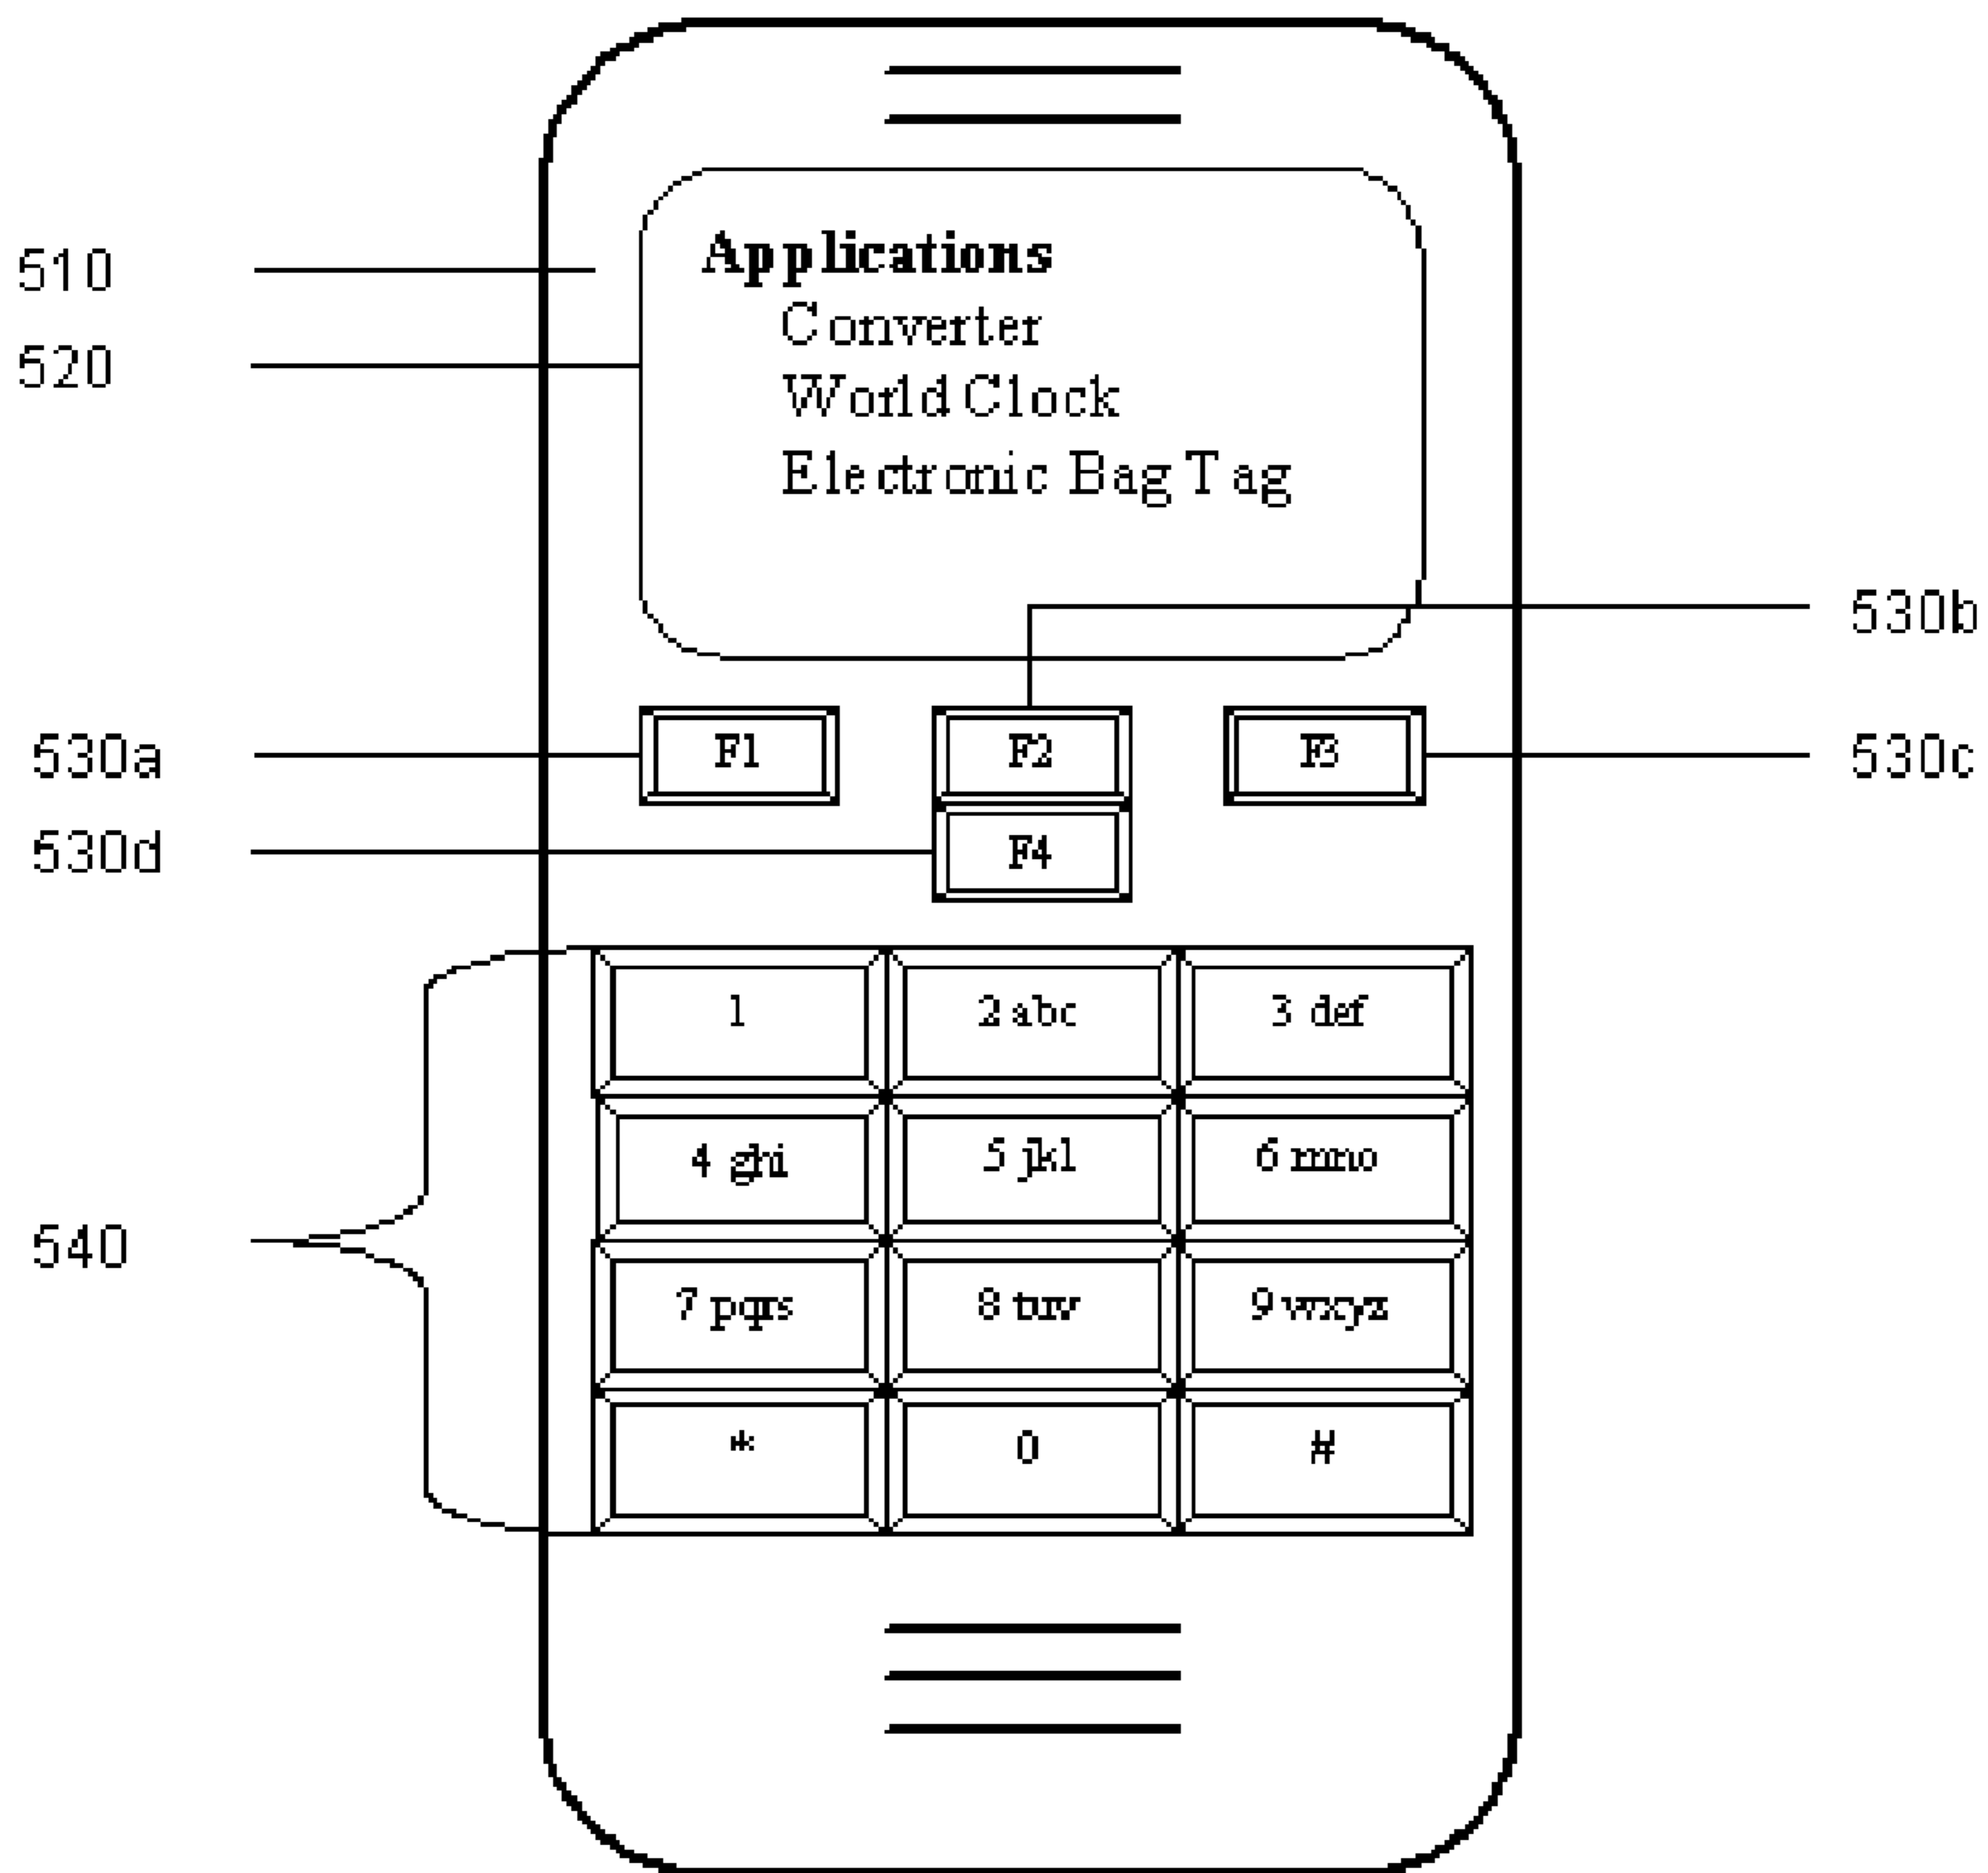 510
Applications
Converter
520
World Clock
Electronic Bag Tag
530b
530a
F1
F2
F3
530c
530d
F4
1
2 abc
3 def
4 ghi
5 jkl
6 mno
540
7 pqrs
8 tuv
9 wxyz
*
0
#